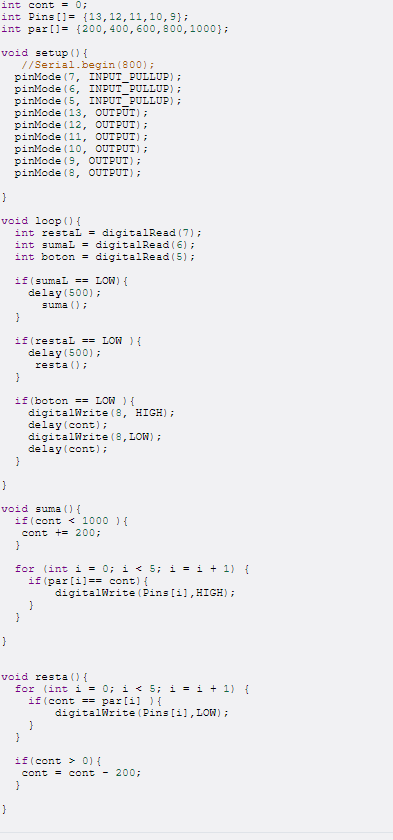 int cont = 0;
int Pins[]= {13,12,11,10,9};
int par[]= {200,400,600,800,1000};
void setup(){
//Serial.begin(800);
pinMode(7, INPUT_PULLUP);
pinMode(6, INPUT_PULLUP);
pinMode(5, INPUT_PULLUP);
pinMode(13, OUTPUT);
pinMode(12, OUTPUT);
pinMode(11, OUTPUT);
pinMode(10, OUTPUT);
pinMode(9, OUTPUT);
pinMode(8, OUTPUT);
}
void loop(){
int restaL = digitalRead(7);
int sumaL = digitalRead(6);
int boton = digitalRead(5);
if(sumaL == LOW){
delay(500);
suma();
}
if(restaL == LOW ){
delay(500);
resta();
}
if(boton == LOW ){
digitalWrite(8, HIGH);
delay(cont);
digitalWrite(8,LOW);
delay(cont);
}
}
void suma(){
if(cont < 1000 ){
cont += 200;
}
for (int i = 0; i < 5; i = i + 1) {
if(par[i]== cont){
digitalWrite(Pins[i],HIGH);
}
}
}
void resta(){
for (int i = 0; i < 5; i = i + 1) {
if(cont == par[i] ){
digitalWrite(Pins[i],LOW);
}
}
if(cont > 0){
cont = cont - 200;
}
}